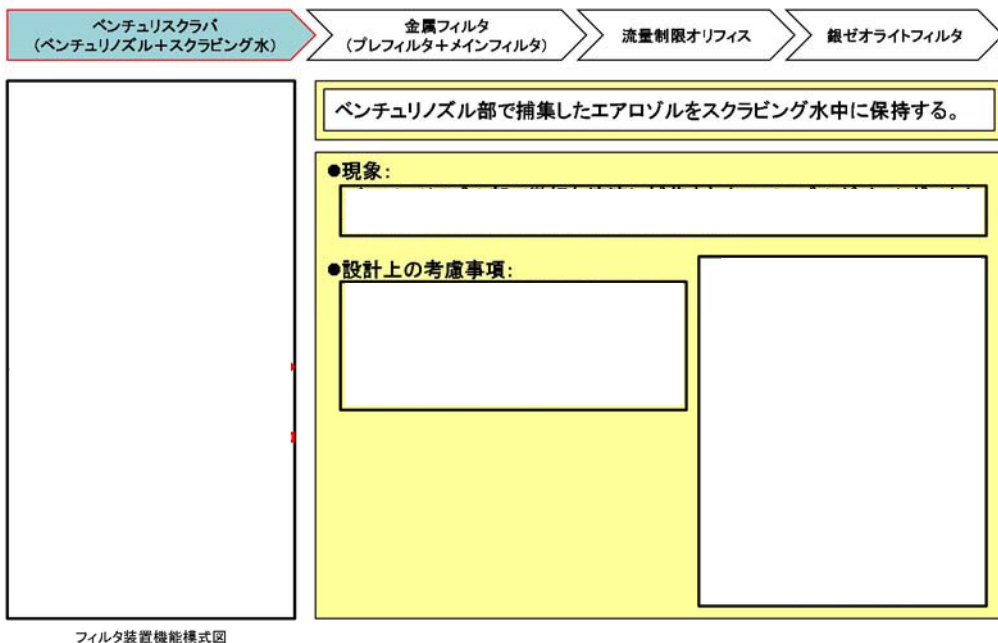 ベンチュリスクラバ
(ベンチュリノズル+スクラビング水)
金属フィルタ
(プレフィルタ+メインフィルタ)
流量制限オリフィス
銀ゼオライトフィルタ
ベンチュリノズル部で捕集したエアロゾルをスクラビング水中に保持する。
●現象:
●設計上の考慮事項:
フィルタ装置機能模式図